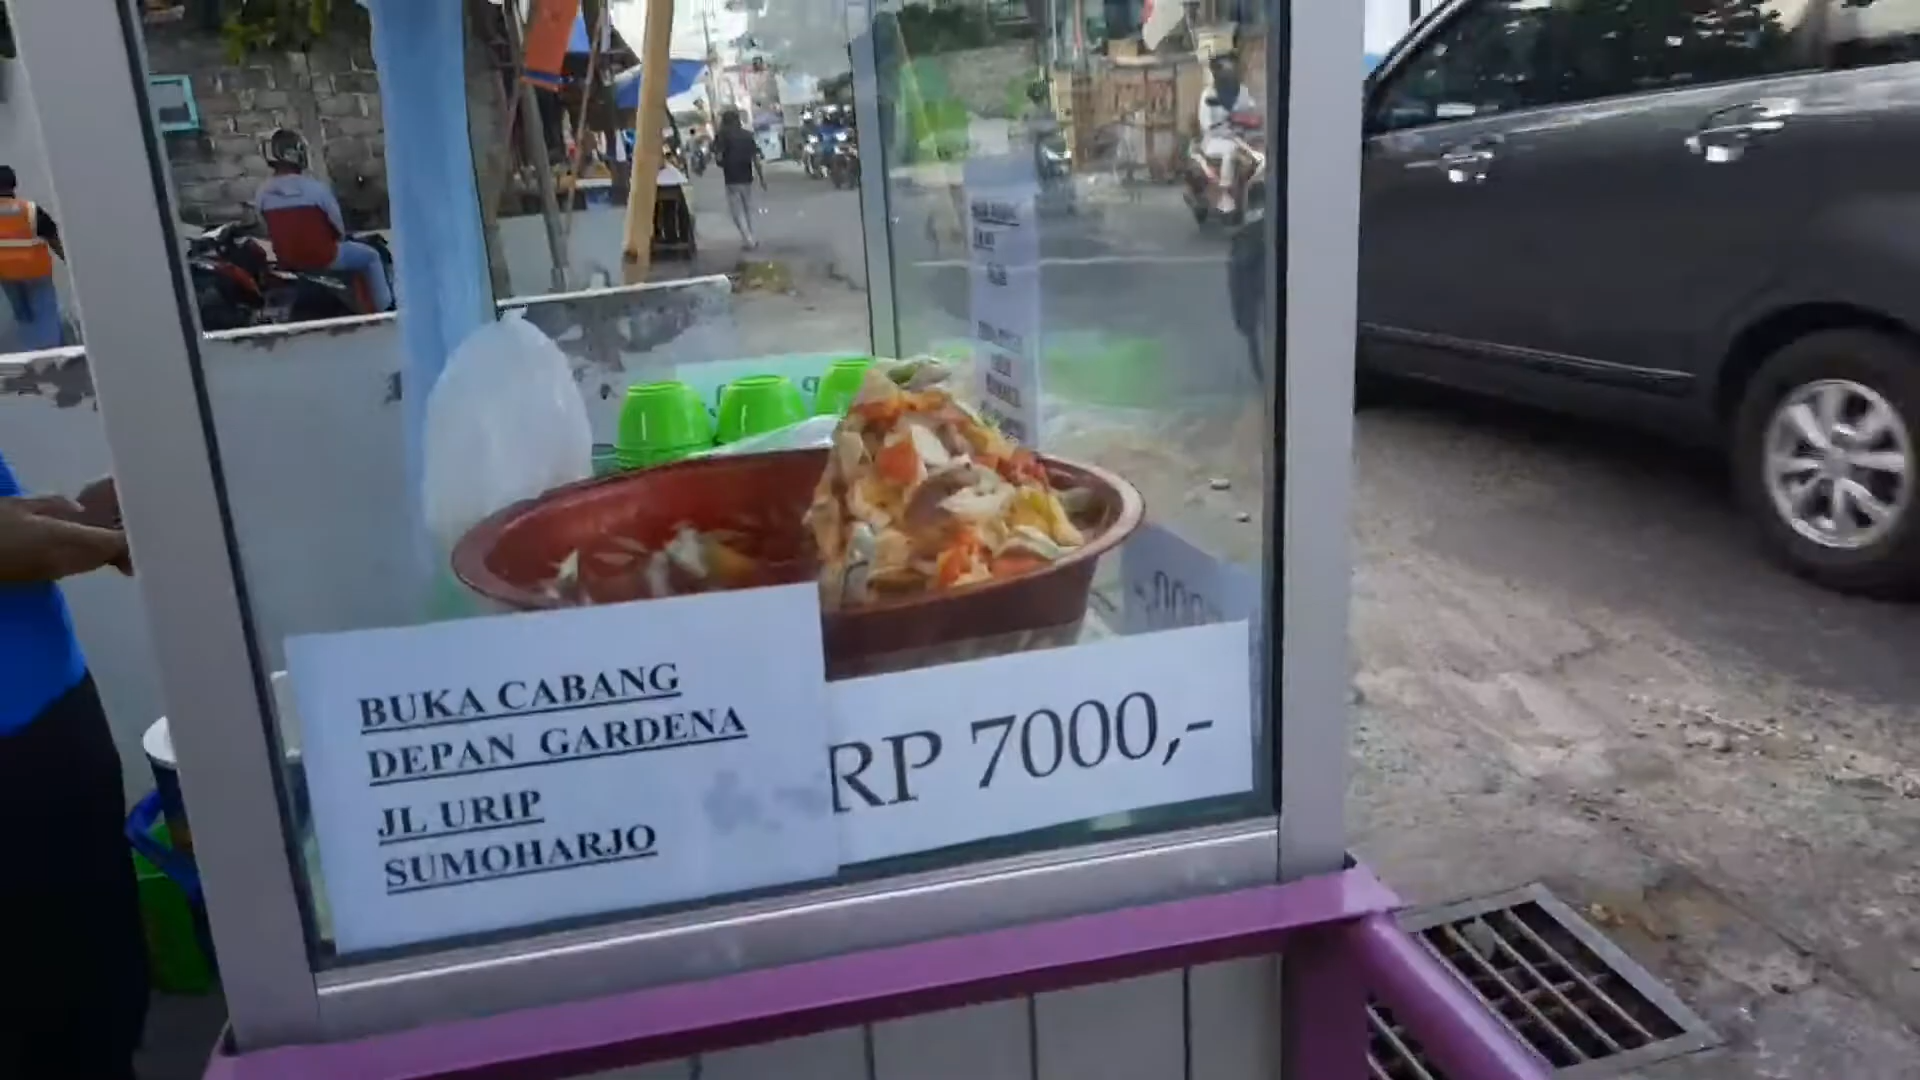 BUKA CABANG
DEPAN GARDENA
JL URIP
SUMOHARJO
RP 7000,-